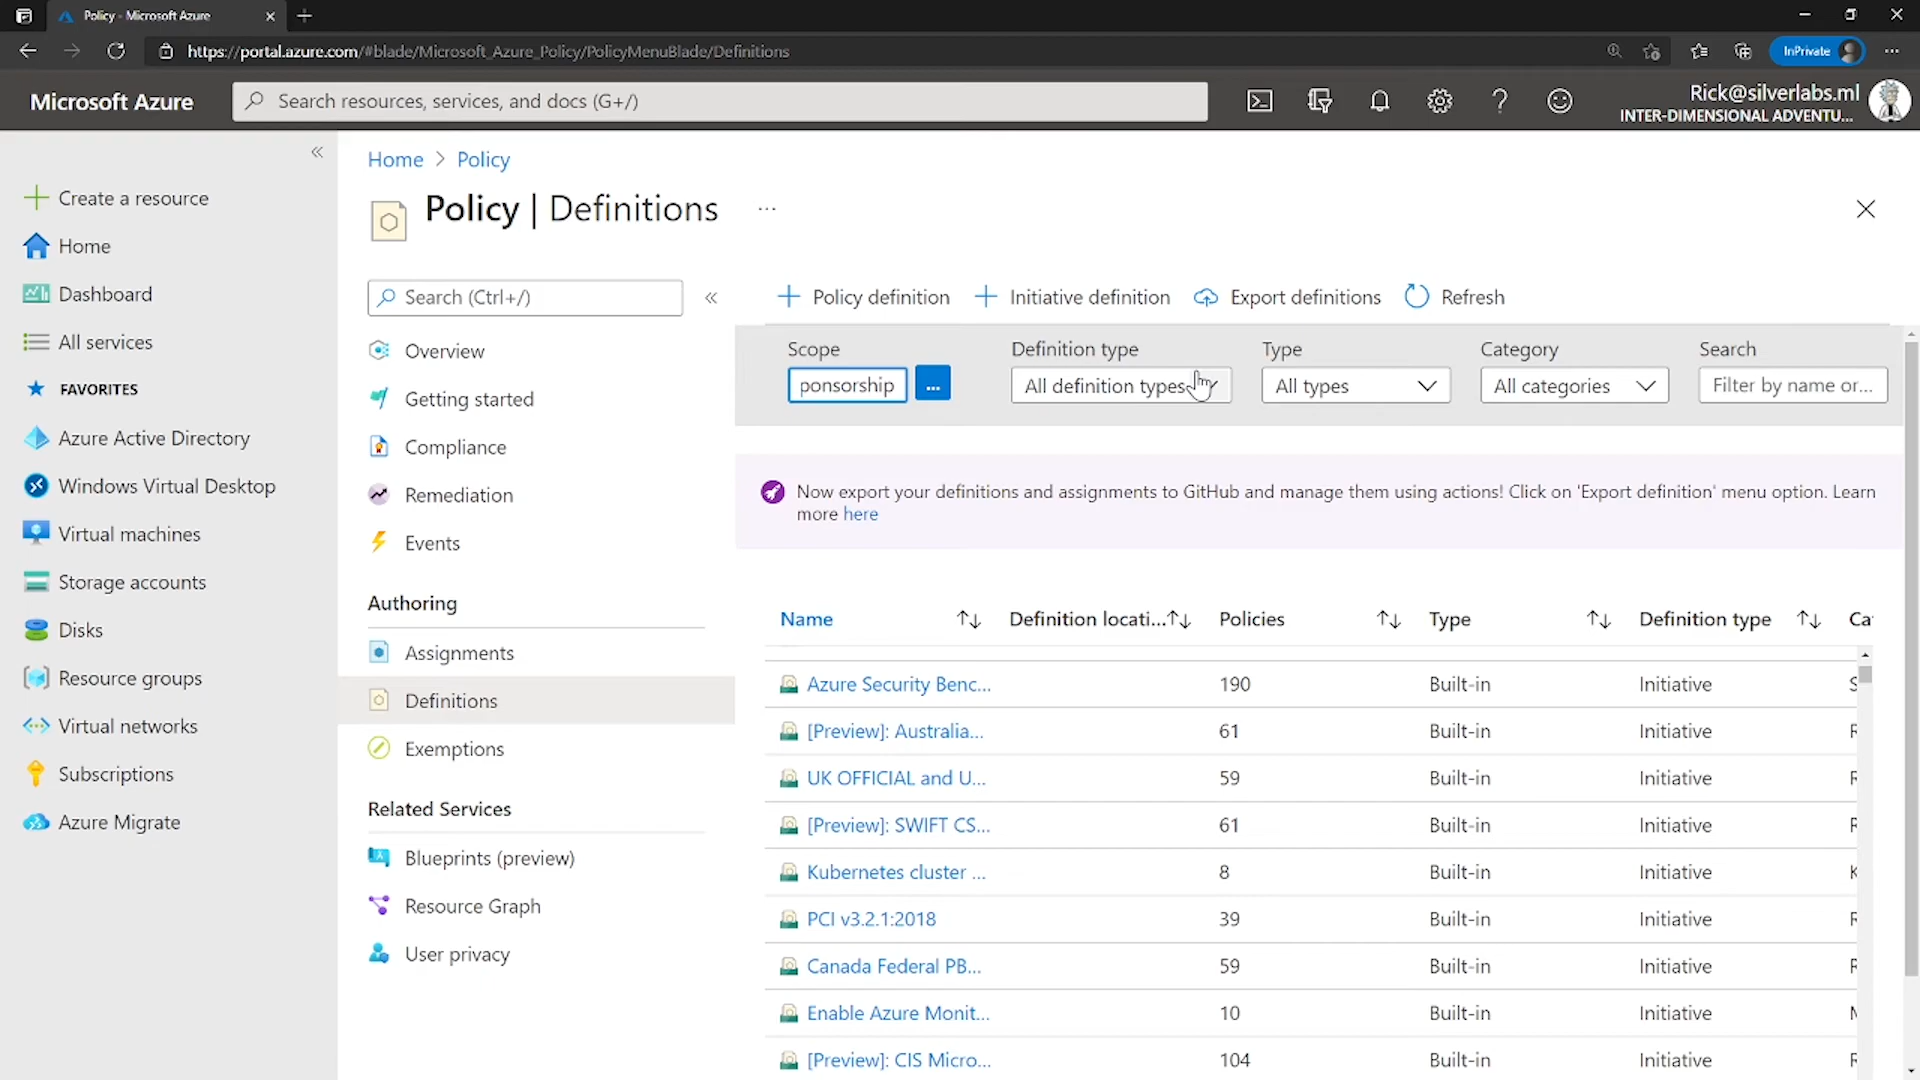 Policy - Microsoft Azure
https://portal.azure.com/#blade/Microsoft_Azure_Policy/PolicyMenuBlade/Definitions
InPrivate
Microsoft Azure
Search resources, services, and docs (G+/)
Rick@silverlabs.ml
INTER-DIMENSIONAL ADVENTU...
Create a resource
Home
Dashboard
All services
FAVORITES
Azure Active Directory
Windows Virtual Desktop
Virtual machines
Storage accounts
Disks
Resource groups
Virtual networks
Subscriptions
Azure Migrate
Home > Policy
Policy | Definitions ...
Search (Ctrl+/)
Overview
Getting started
Compliance
Remediation
Events
Authoring
Assignments
Definitions
Exemptions
Related Services
Blueprints (preview)
Resource Graph
User privacy
Policy definition Initiative definition Export definitions Refresh
Scope Definition type Type Category Search
ponsorship ... All definition types All types All categories Filter by name or...
Now export your definitions and assignments to GitHub and manage them using actions! Click on 'Export definition' menu option. Learn
more here
Name Definition locati... Policies Type Definition type Ca
Azure Security Benc... 190 Built-in Initiative S
[Preview]: Australia... 61 Built-in Initiative R
UK OFFICIAL and U... 59 Built-in Initiative R
[Preview]: SWIFT CS... 61 Built-in Initiative R
Kubernetes cluster ... 8 Built-in Initiative K
PCI v3.2.1:2018 39 Built-in Initiative R
Canada Federal PB... 59 Built-in Initiative R
Enable Azure Monit... 10 Built-in Initiative M
[Preview]: CIS Micro... 104 Built-in Initiative R